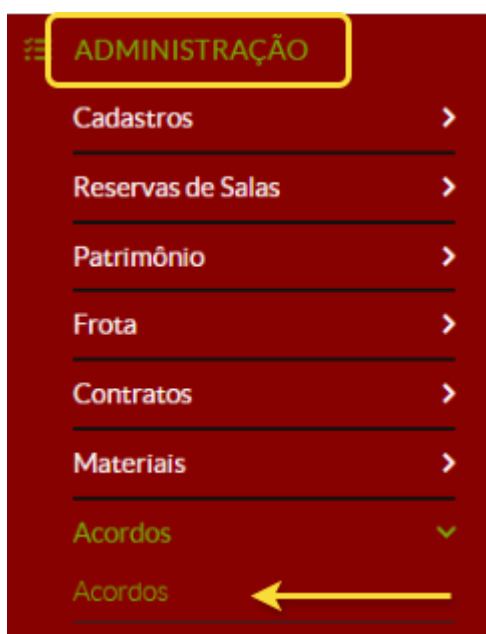 ADMINISTRAÇÃO
Cadastros
Reservas de Salas
Patrimônio
Frota
Contratos
Materiais
Acordos
Acordos